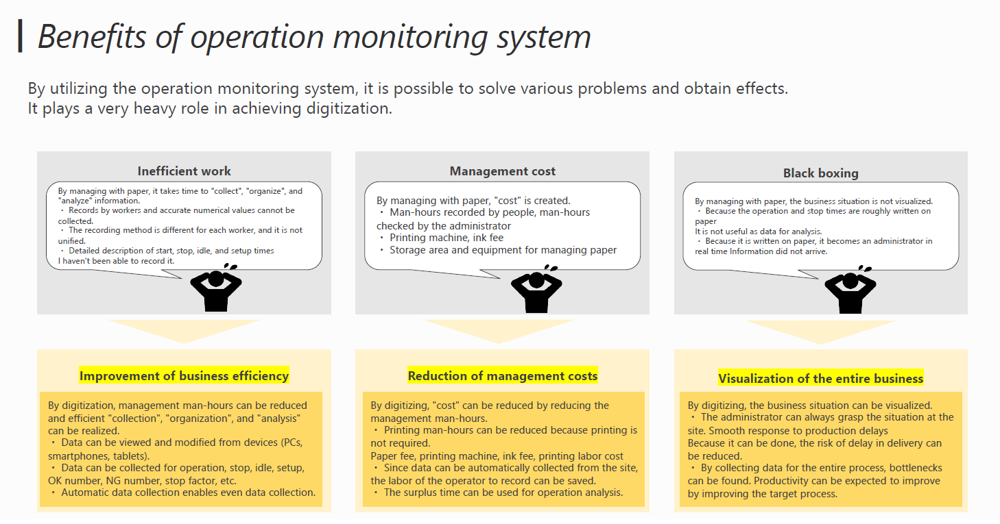 Benefits of operation monitoring system
By utilizing the operation monitoring system, it is possible to solve various problems and obtain effects.
It plays a very heavy role in achieving digitization.
Inefficient work
By managing with paper, it takes time to "collect", "organize", and
"analyze" information.
・ Records by workers and accurate numerical values cannot be
collected.
・ The recording method is different for each worker, and it is not
unified.
・ Detailed description of start, stop, idle, and setup times
I haven't been able to record it.
Management cost
By managing with paper, "cost" is created.
・ Man-hours recorded by people, man-hours
checked by the administrator
・ Printing machine, ink fee
・ Storage area and equipment for managing paper
Black boxing
By managing with paper, the business situation is not visualized.
・ Because the operation and stop times are roughly written on
paper
It is not useful as data for analysis.
・ Because it is written on paper, it becomes an administrator in
real time Information did not arrive.
Improvement of business efficiency
By digitization, management man-hours can be reduced
and efficient "collection", "organization", and "analysis"
can be realized.
・ Data can be viewed and modified from devices (PCs,
smartphones, tablets).
・ Data can be collected for operation, stop, idle, setup,
OK number, NG number, stop factor, etc.
・ Automatic data collection enables even data collection.
Reduction of management costs
By digitizing, "cost" can be reduced by reducing the
management man-hours.
・ Printing man-hours can be reduced because printing is
not required.
Paper fee, printing machine, ink fee, printing labor cost
・ Since data can be automatically collected from the site,
the labor of the operator to record can be saved.
・ The surplus time can be used for operation analysis.
Visualization of the entire business
By digitizing, the business situation can be visualized.
・ The administrator can always grasp the situation at the
site. Smooth response to production delays
Because it can be done, the risk of delay in delivery can
be reduced.
・ By collecting data for the entire process, bottlenecks
can be found. Productivity can be expected to improve
by improving the target process.